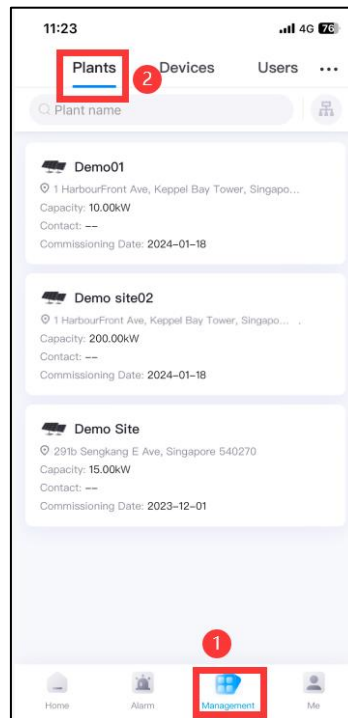 11:23
4G 76
Plants
2
Devices
Users
Plant name
Demo01
1 HarbourFront Ave, Keppel Bay Tower, Singapo...
Capacity: 10.00kW
Contact: --
Commissioning Date: 2024-01-18
Demo site02
1 HarbourFront Ave, Keppel Bay Tower, Singapo...
Capacity: 200.00kW
Contact: --
Commissioning Date: 2024-01-18
Demo Site
291b Sengkang E Ave, Singapore 540270
Capacity: 15.00kW
Contact: --
Commissioning Date: 2023-12-01
1
Home
Alarm
Management
Me